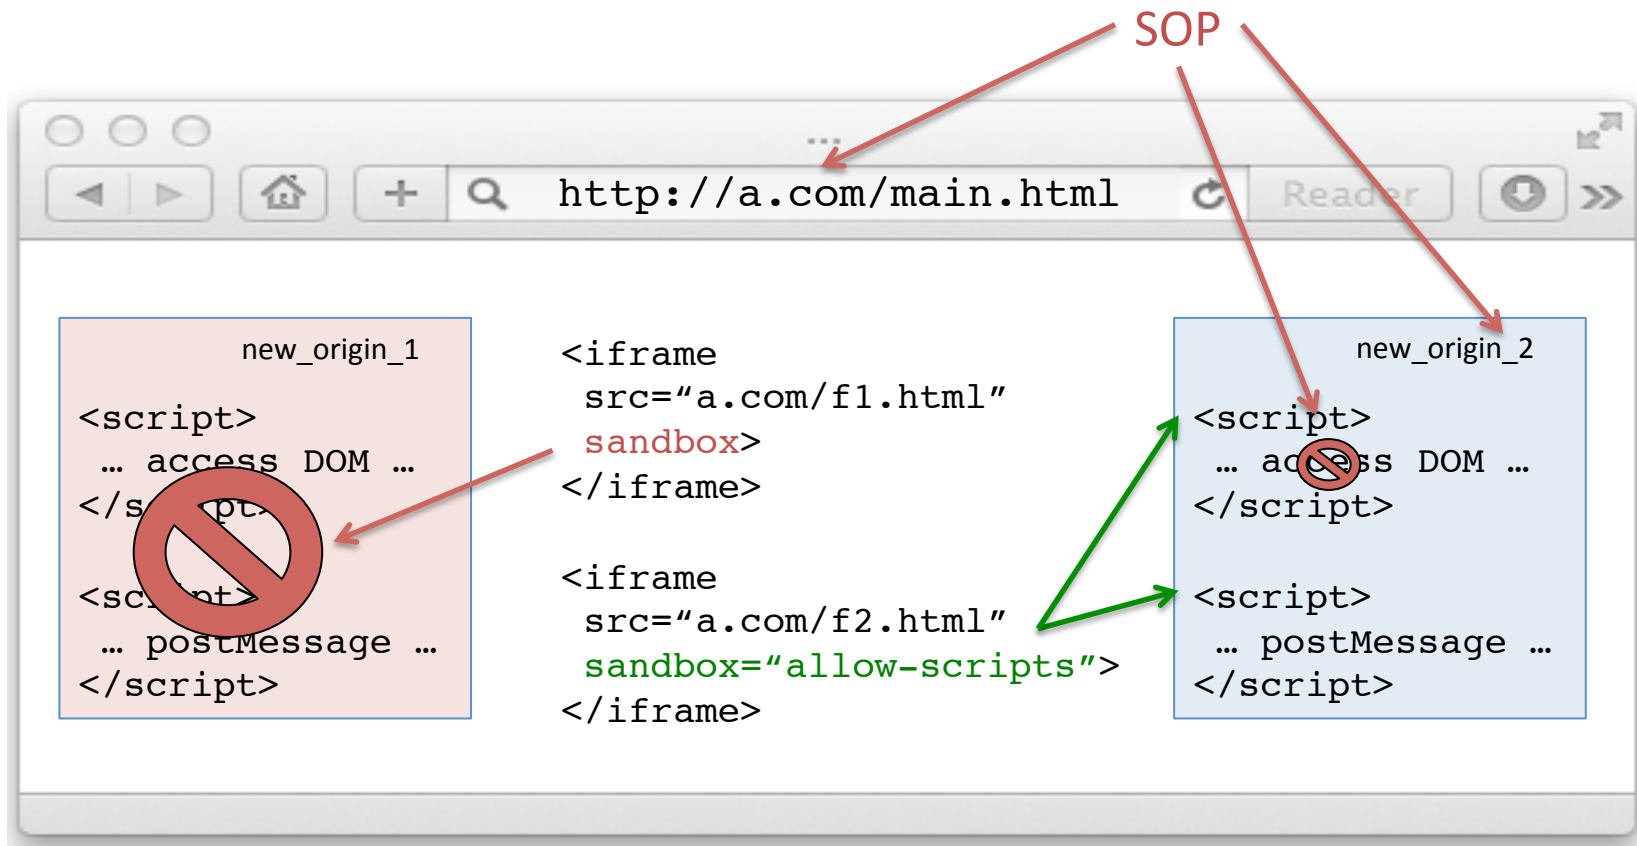 SOP
...
http://a.com/main.html
Reader
new_origin_1
<script>
… access DOM …
</script>
<script>
… postMessage …
</script>
<iframe
src=“a.com/f1.html”
sandbox>
</iframe>
<iframe
src=“a.com/f2.html”
sandbox=“allow-scripts”>
</iframe>
new_origin_2
<script>
… access DOM …
</script>
<script>
… postMessage …
</script>